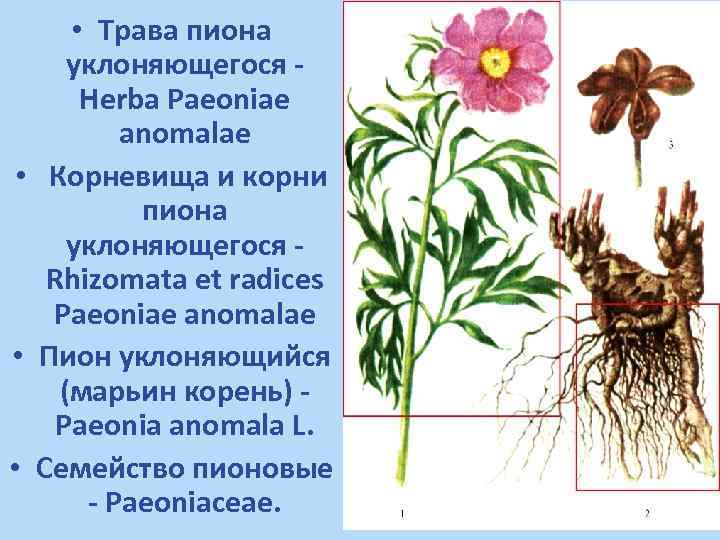 • Трава пиона
уклоняющегося -
Herba Paeoniae
anomalae
• Корневища и корни
пиона
уклоняющегося -
Rhizomata et radices
Paeoniae anomalae
• Пион уклоняющийся
(марьин корень) -
Paeonia anomala L.
• Семейство пионовые
- Paeoniaceae.
3
1
2